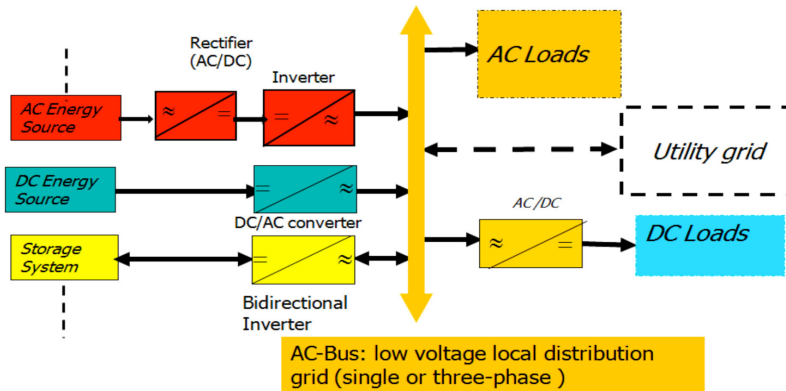 Rectifier
(AC/DC)
Inverter
AC Energy
Source
≈
=
=
≈
DC Energy
Source
=
≈
DC/AC converter
Storage
System
=
≈
Bidirectional
Inverter
AC Loads
Utility grid
AC/DC
≈
=
DC Loads
AC-Bus: low voltage local distribution
grid (single or three-phase )